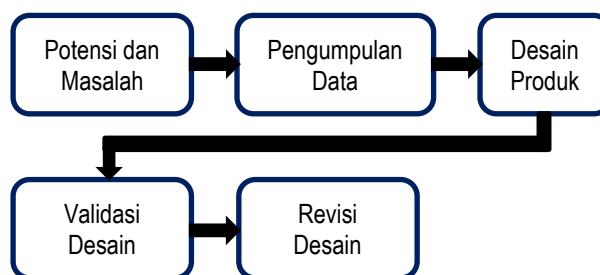 Potensi dan
Masalah
Pengumpulan
Data
Desain
Produk
Validasi
Desain
Revisi
Desain